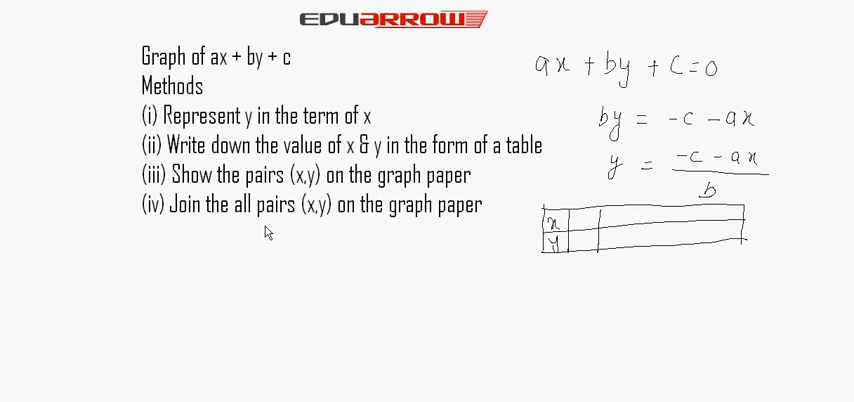 EDUARROW
Graph of ax + by + c
Methods
(i) Represent y in the term of x
(ii) Write down the value of x & y in the form of a table
(iii) Show the pairs (x,y) on the graph paper
(iv) Join the all pairs (x,y) on the graph paper
ax + by + c = 0
by = -c - ax
y = -c - ax
b
x
y